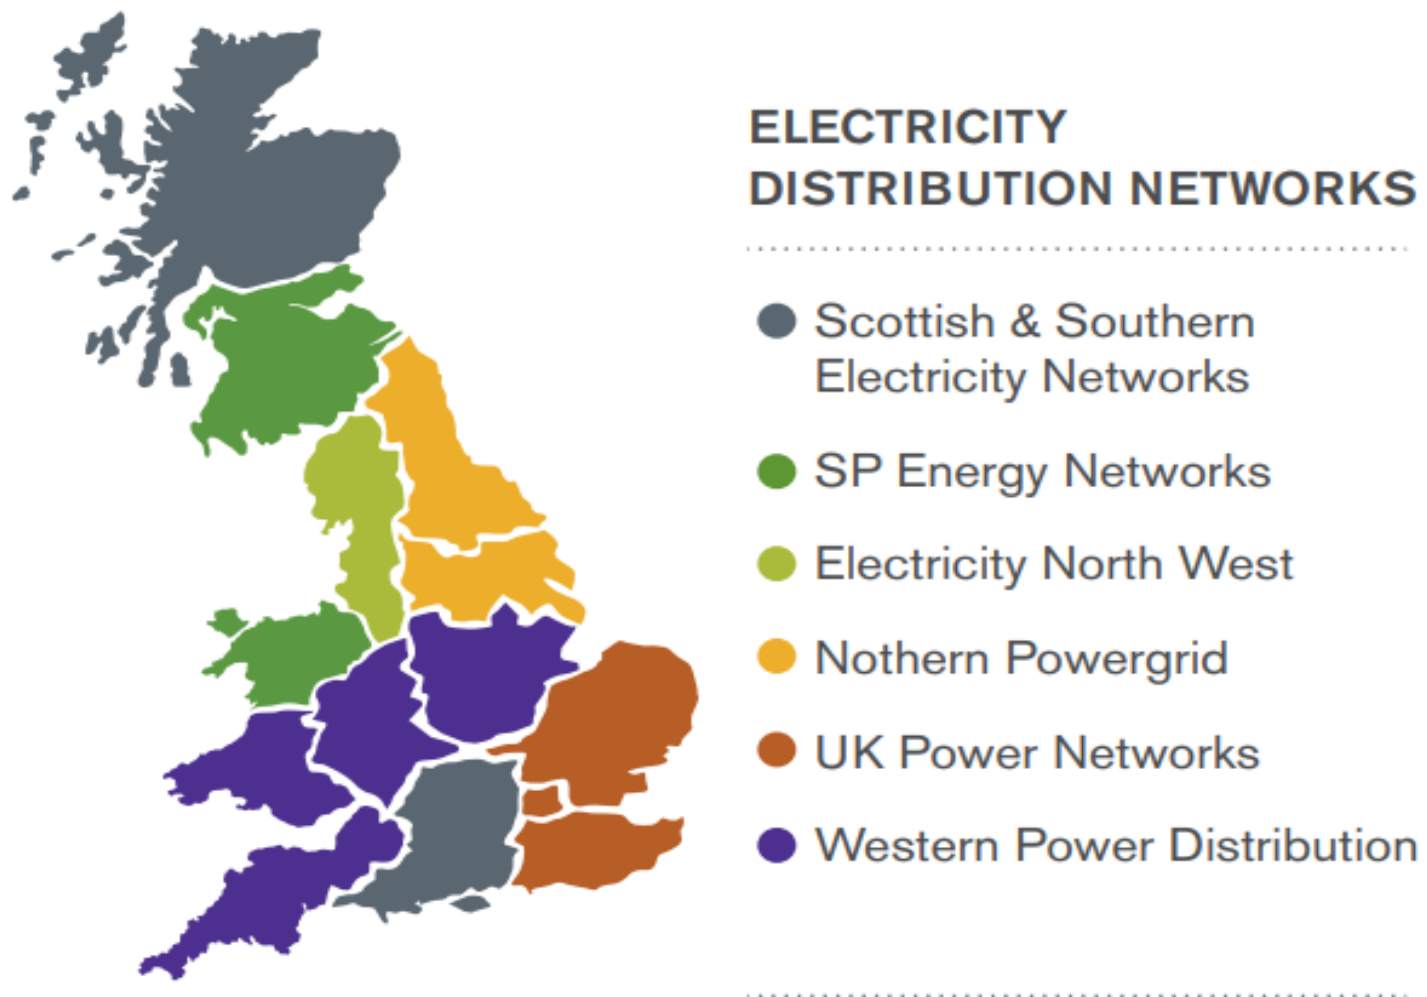 ELECTRICITY
DISTRIBUTION NETWORKS
Scottish & Southern
Electricity Networks
SP Energy Networks
Electricity North West
Nothern Powergrid
UK Power Networks
Western Power Distribution